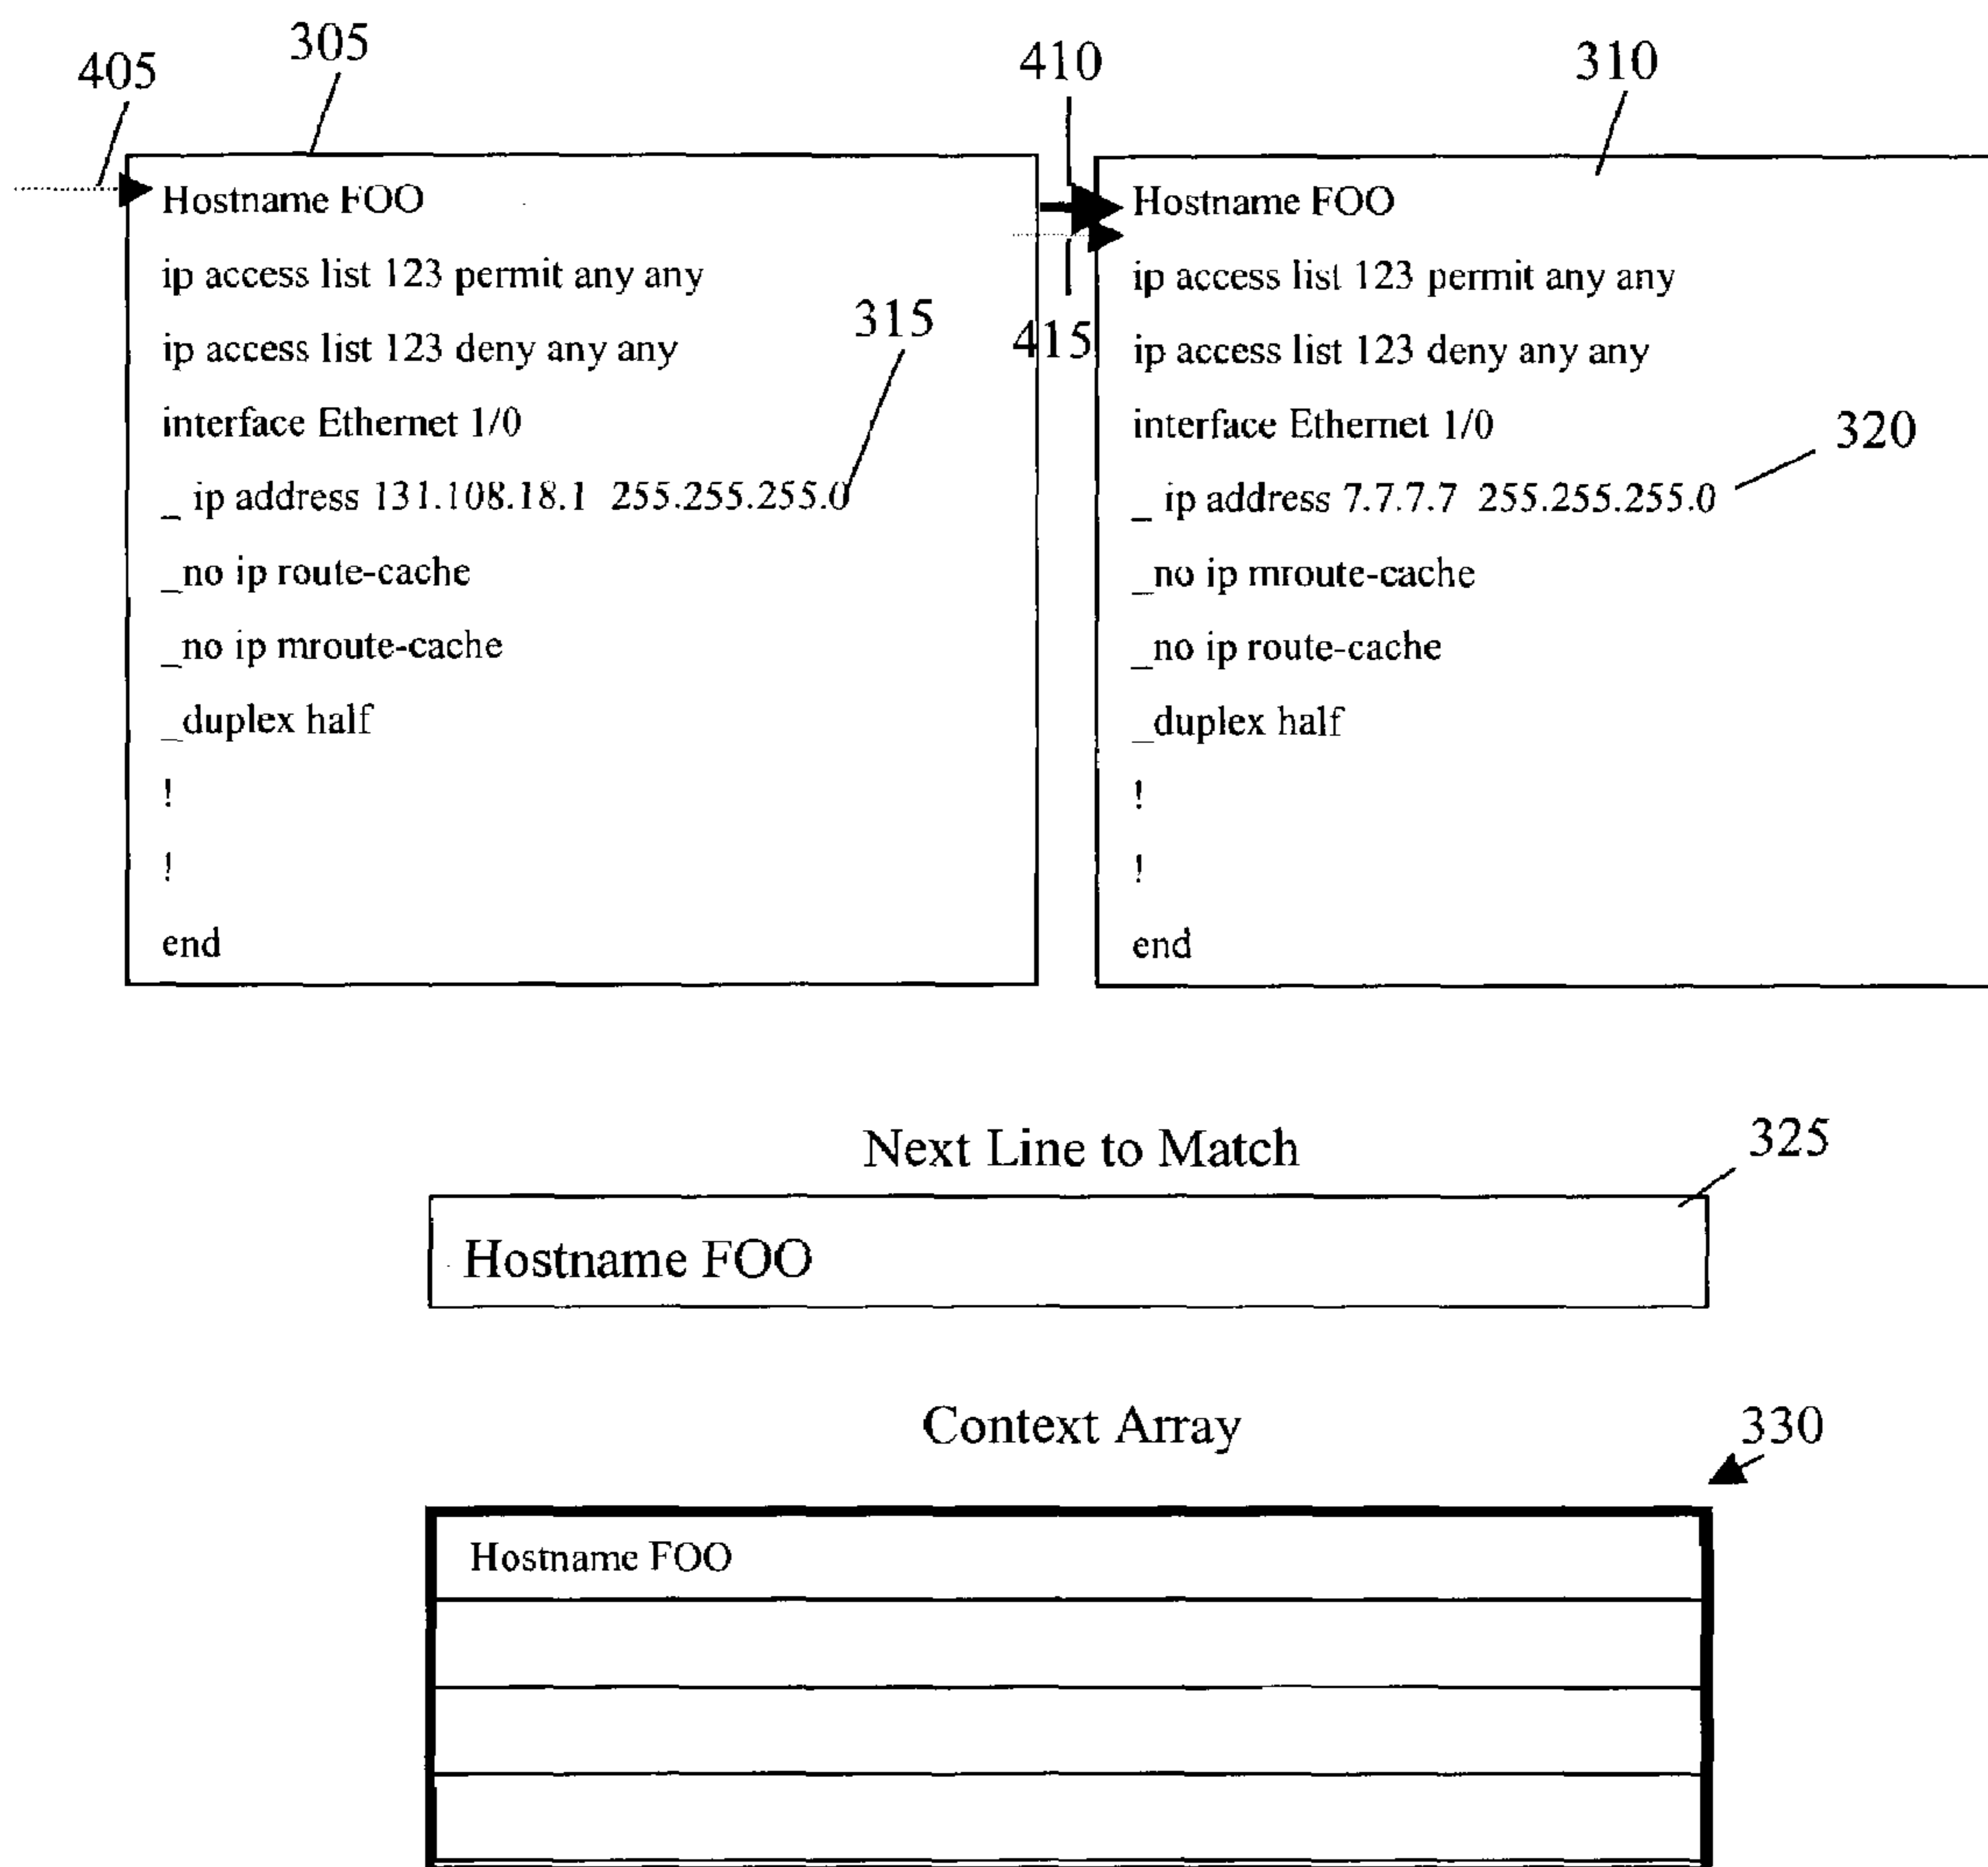 405
305
410
310
Hostname FOO
ip access list 123 permit any any
ip access list 123 deny any any
315
interface Ethernet 1/0
_ ip address 131.108.18.1 255.255.255.0
_no ip route-cache
_no ip mroute-cache
_duplex half
!
!
end
415
Hostname FOO
ip access list 123 permit any any
ip access list 123 deny any any
interface Ethernet 1/0
320
_ ip address 7.7.7.7 255.255.255.0
_no ip mroute-cache
_no ip route-cache
_duplex half
!
!
end
Next Line to Match
325
Hostname FOO
Context Array
330
Hostname FOO